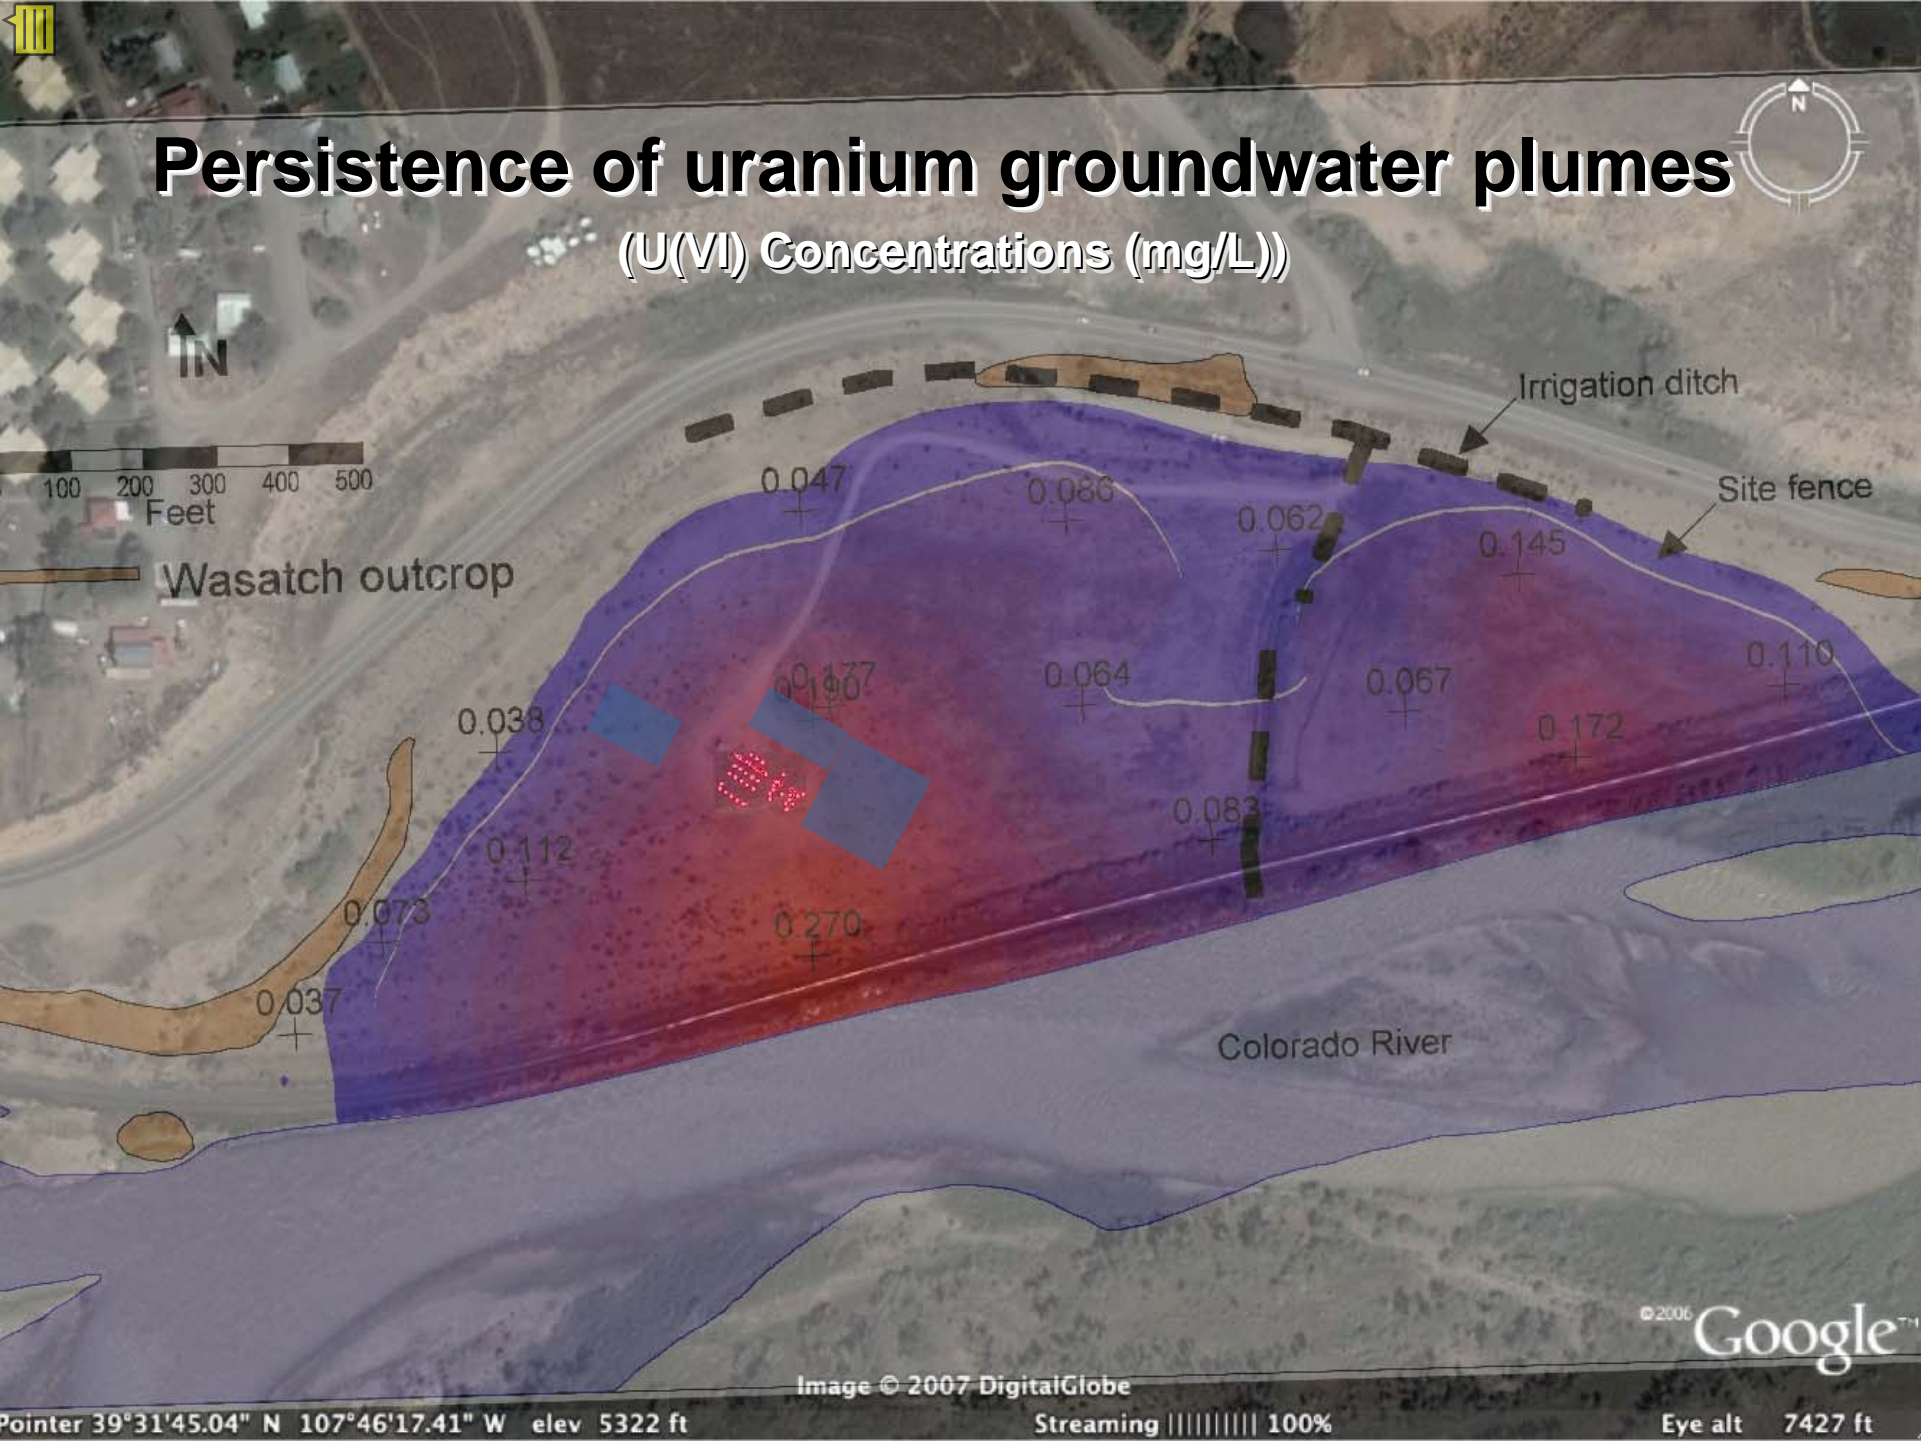 Persistence of uranium groundwater plumes
(U(VI) Concentrations (mg/L))
N
N
Irrigation ditch
100 200 300 400 500
Feet
Site fence
0.047
0.086
0.062
0.145
Wasatch outcrop
0.110
0.177
0.064
0.067
0.038
0.172
0.083
0.112
0.073
0.270
0.037
Colorado River
©2006 Google™
Image © 2007 DigitalGlobe
Pointer 39°31'45.04" N 107°46'17.41" W elev 5322 ft Streaming |||||||||| 100% Eye alt 7427 ft